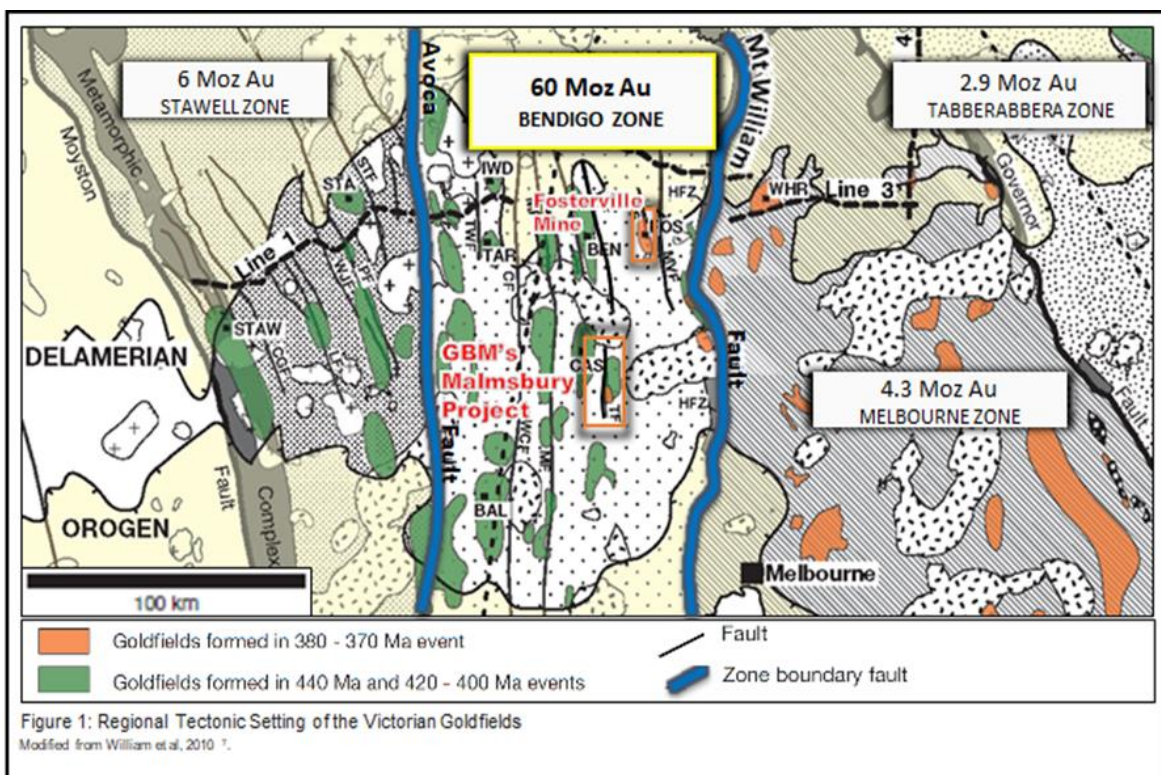 6 Moz Au
STAWELL ZONE
60 Moz Au
BENDIGO ZONE
2.9 Moz Au
TABBERABBERA ZONE
4.3 Moz Au
MELBOURNE ZONE
Metamorphic
Complex
Moyston
Fault
Avoca
Fault
Mt William
Fault
Governor
Fault
4
Line 1
Line 3
STA
STF
IWD
TAR
CF
HFZ
WHR
Fosterville
Mine
BEN
STAW
CGF
DELAMERIAN
OROGEN
GBM's
Malmsbury
Project
CAS
TF
HFZ
WCF
BAL
Melbourne
100 km
Goldfields formed in 380 - 370 Ma event
Goldfields formed in 440 Ma and 420 - 400 Ma events
Fault
Zone boundary fault
Figure 1: Regional Tectonic Setting of the Victorian Goldfields
Modified from William et al, 2010 7.